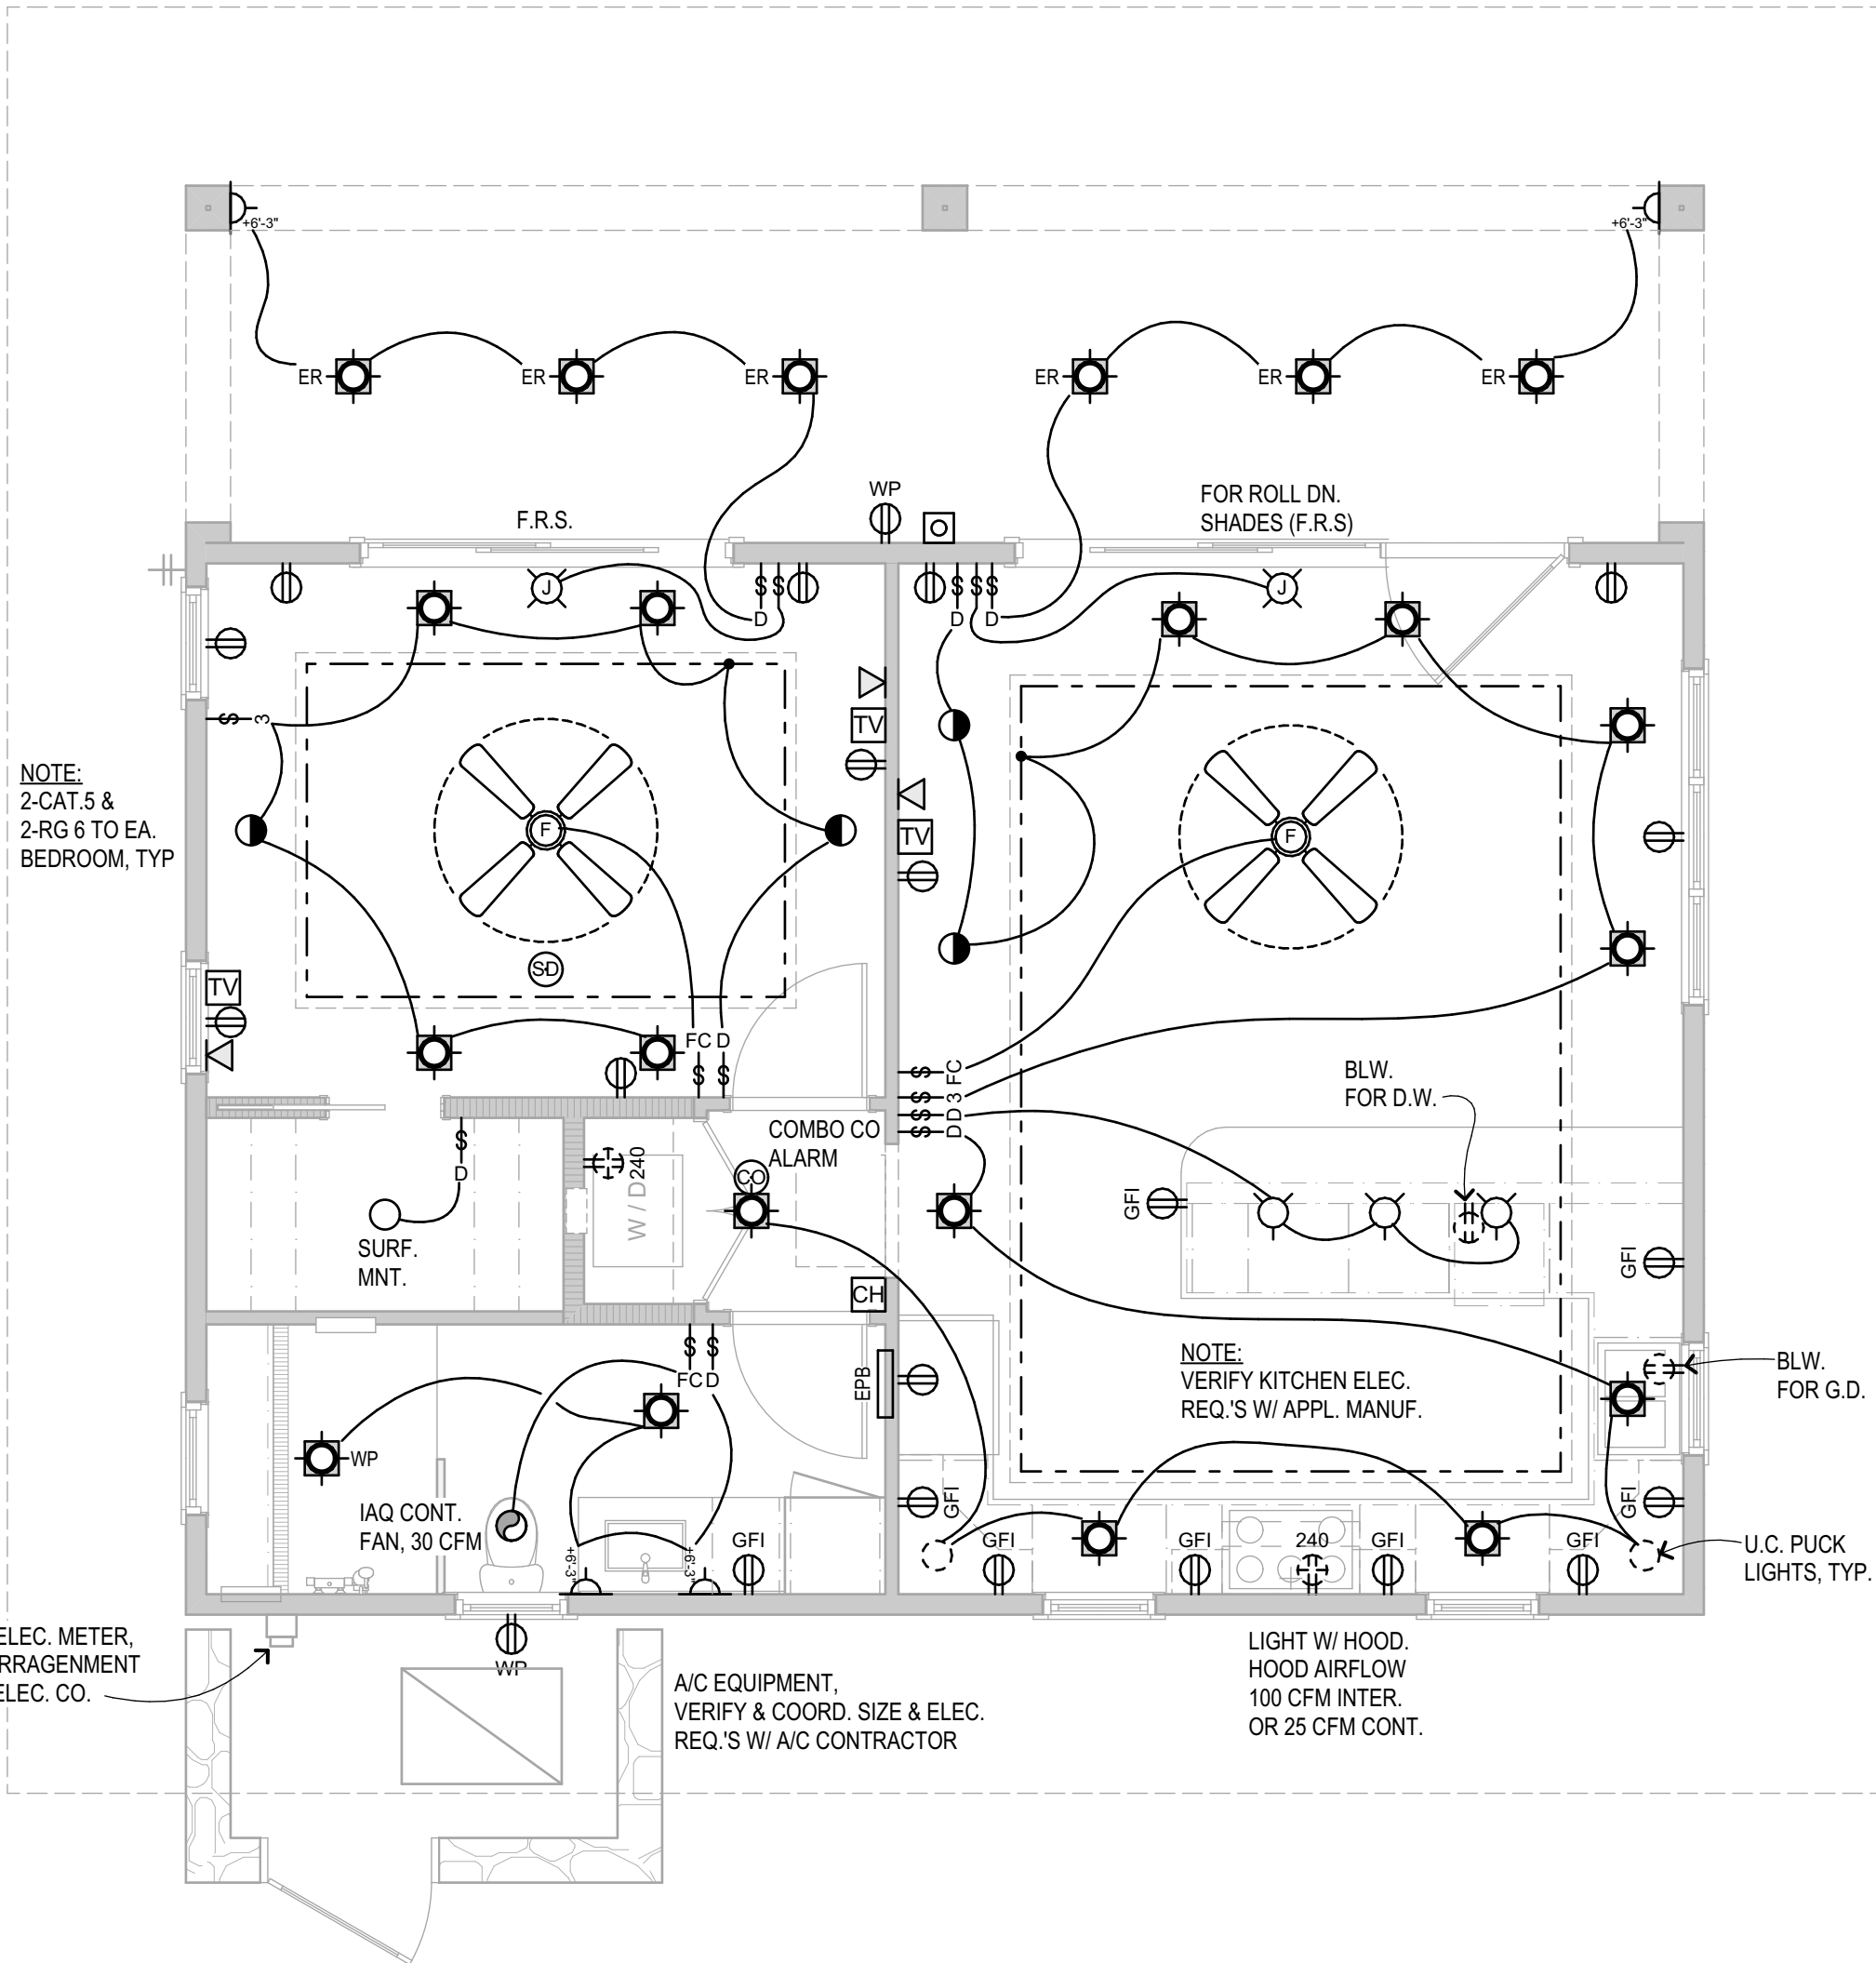 +6'-3"
+6'-3"
ER
ER
ER
ER
ER
ER
WP
F.R.S.
FOR ROLL DN.
SHADES (F.R.S)
J
J
$ $
D
$ $ $
D D
$ 3
TV
TV
NOTE:
2-CAT.5 &
2-RG 6 TO EA.
BEDROOM, TYP
F
F
SD
TV
FC D
$ $
$ FC
$ 3
$ D
$ D
BLW.
FOR D.W.
COMBO CO
ALARM
CO
$
D
240
W / D
SURF.
MNT.
GFI
GFI
CH
$ $
FC D
EPB
NOTE:
VERIFY KITCHEN ELEC.
REQ.'S W/ APPL. MANUF.
BLW.
FOR G.D.
WP
IAQ CONT.
FAN, 30 CFM
GFI
GFI
+6'-3"
+6'-3"
GFI
GFI
GFI
240
GFI
GFI
U.C. PUCK
LIGHTS, TYP.
ELEC. METER,
RRAGENMENT
ELEC. CO.
WP
A/C EQUIPMENT,
VERIFY & COORD. SIZE & ELEC.
REQ.'S W/ A/C CONTRACTOR
LIGHT W/ HOOD.
HOOD AIRFLOW
100 CFM INTER.
OR 25 CFM CONT.